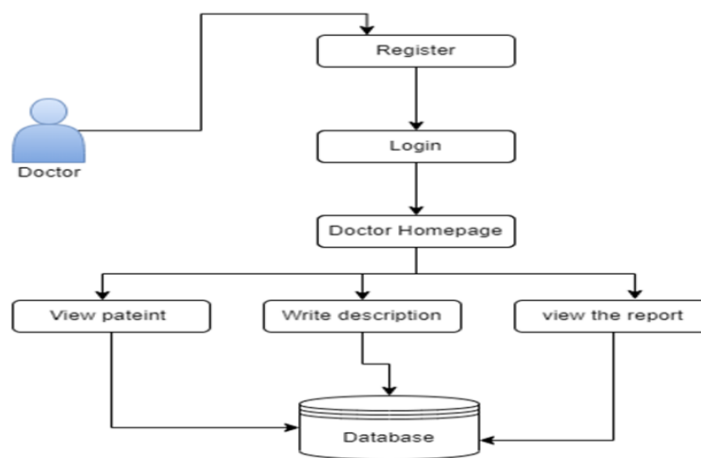 Register
Doctor
Login
Doctor Homepage
View pateint
Write description
view the report
Database